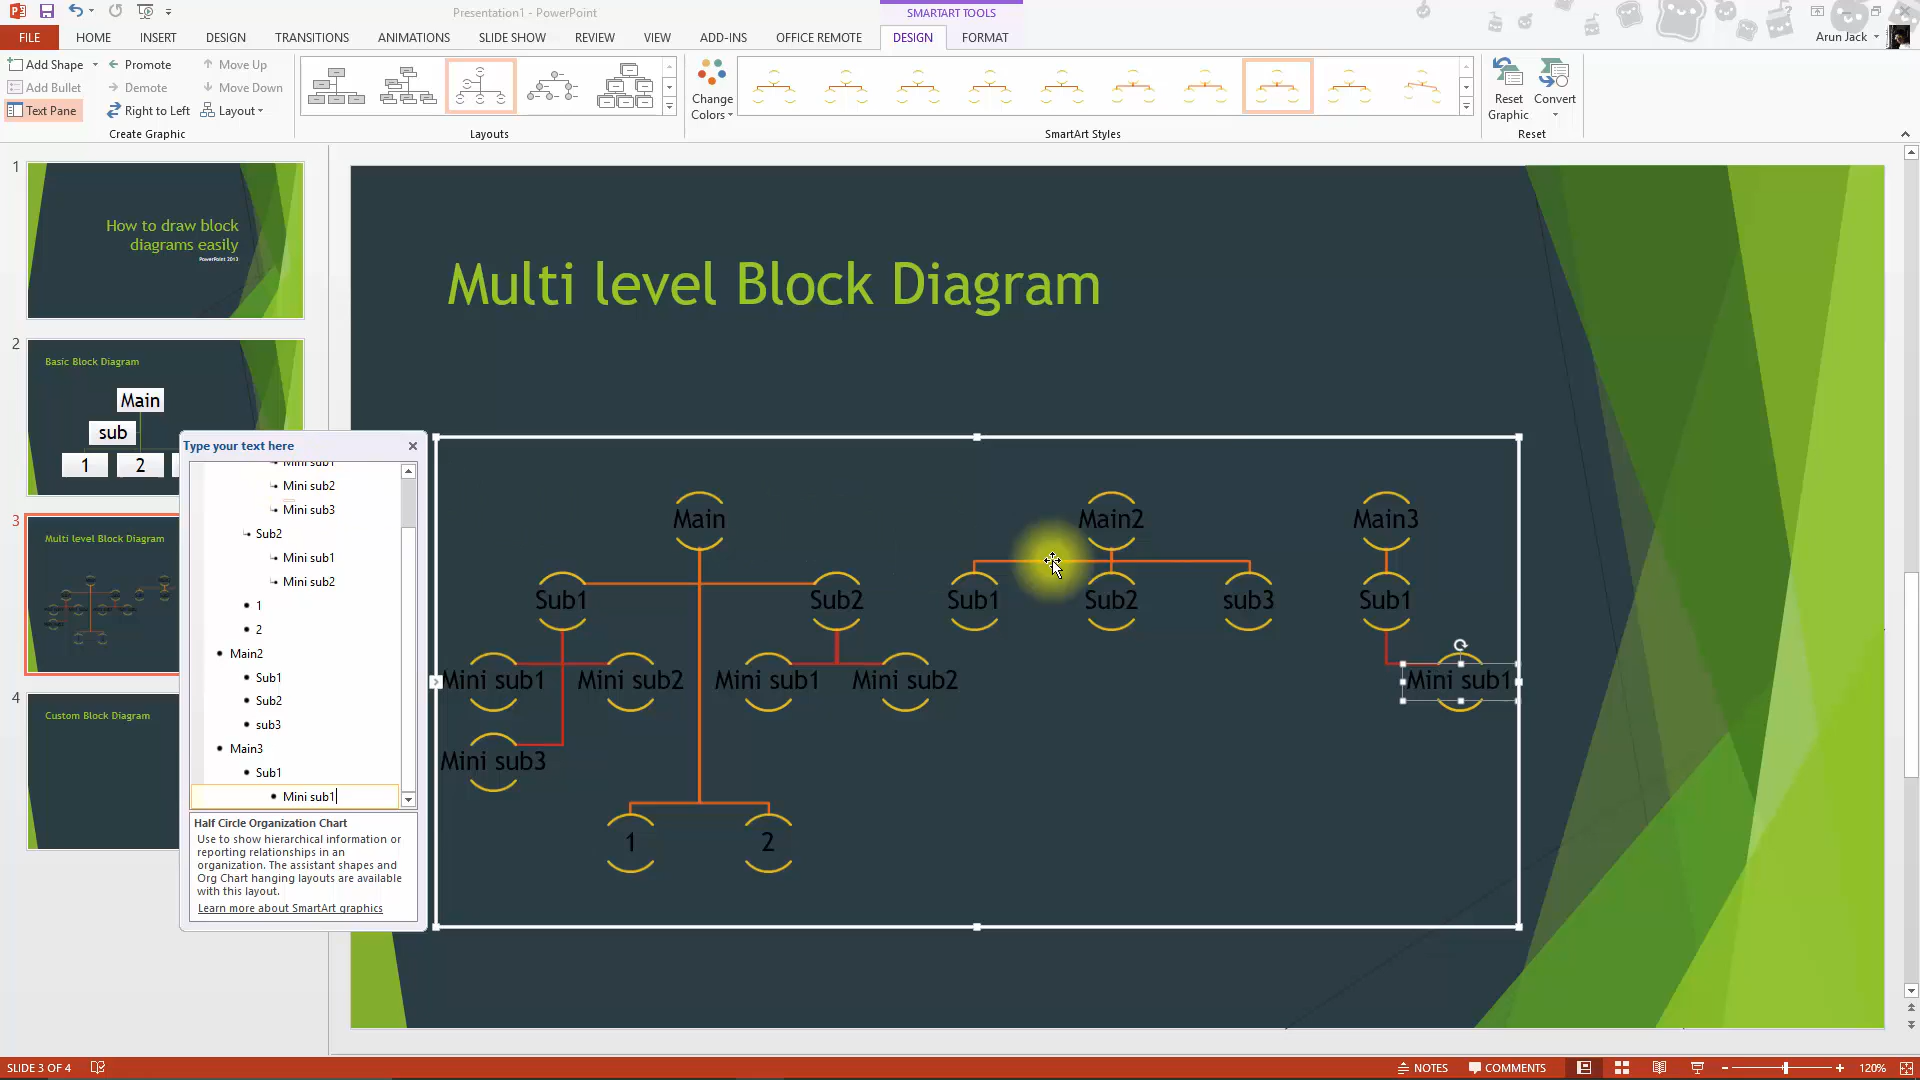 Presentation1 - PowerPoint
SMARTART TOOLS
FILE HOME INSERT DESIGN TRANSITIONS ANIMATIONS SLIDE SHOW REVIEW VIEW ADD-INS OFFICE REMOTE DESIGN FORMAT
Arun Jack
Add Shape Promote Move Up
Add Bullet Demote Move Down
Text Pane Right to Left Layout
Change Colors
Reset Graphic
Convert
Create Graphic Layouts SmartArt Styles Reset
1
How to draw block
diagrams easily
PowerPoint 2013
2
Basic Block Diagram
Main
sub
1 2
3
Multi level Block Diagram
4
Custom Block Diagram
Type your text here
Mini sub1
Mini sub2
Mini sub3
Sub2
Mini sub1
Mini sub2
1
2
Main2
Sub1
Sub2
sub3
Main3
Sub1
Mini sub1
Half Circle Organization Chart
Use to show hierarchical information or
reporting relationships in an
organization. The assistant shapes and
Org Chart hanging layouts are available
with this layout.
Learn more about SmartArt graphics
Multi level Block Diagram
Main Main2 Main3
Sub1 Sub2 Sub1 Sub2 sub3 Sub1
Mini sub1 Mini sub2 Mini sub1 Mini sub2 Mini sub1
Mini sub3
1 2
SLIDE 3 OF 4
NOTES COMMENTS 120%